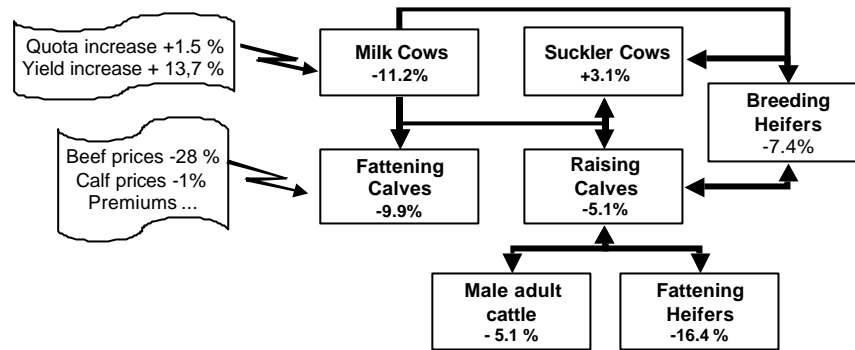 Quota increase +1.5 %
Yield increase + 13,7 %
Milk Cows
-11.2%
Suckler Cows
+3.1%
Breeding
Heifers
-7.4%
Beef prices -28 %
Calf prices -1%
Premiums ...
Fattening
Calves
-9.9%
Raising
Calves
-5.1%
Male adult
cattle
- 5.1 %
Fattening
Heifers
-16.4 %